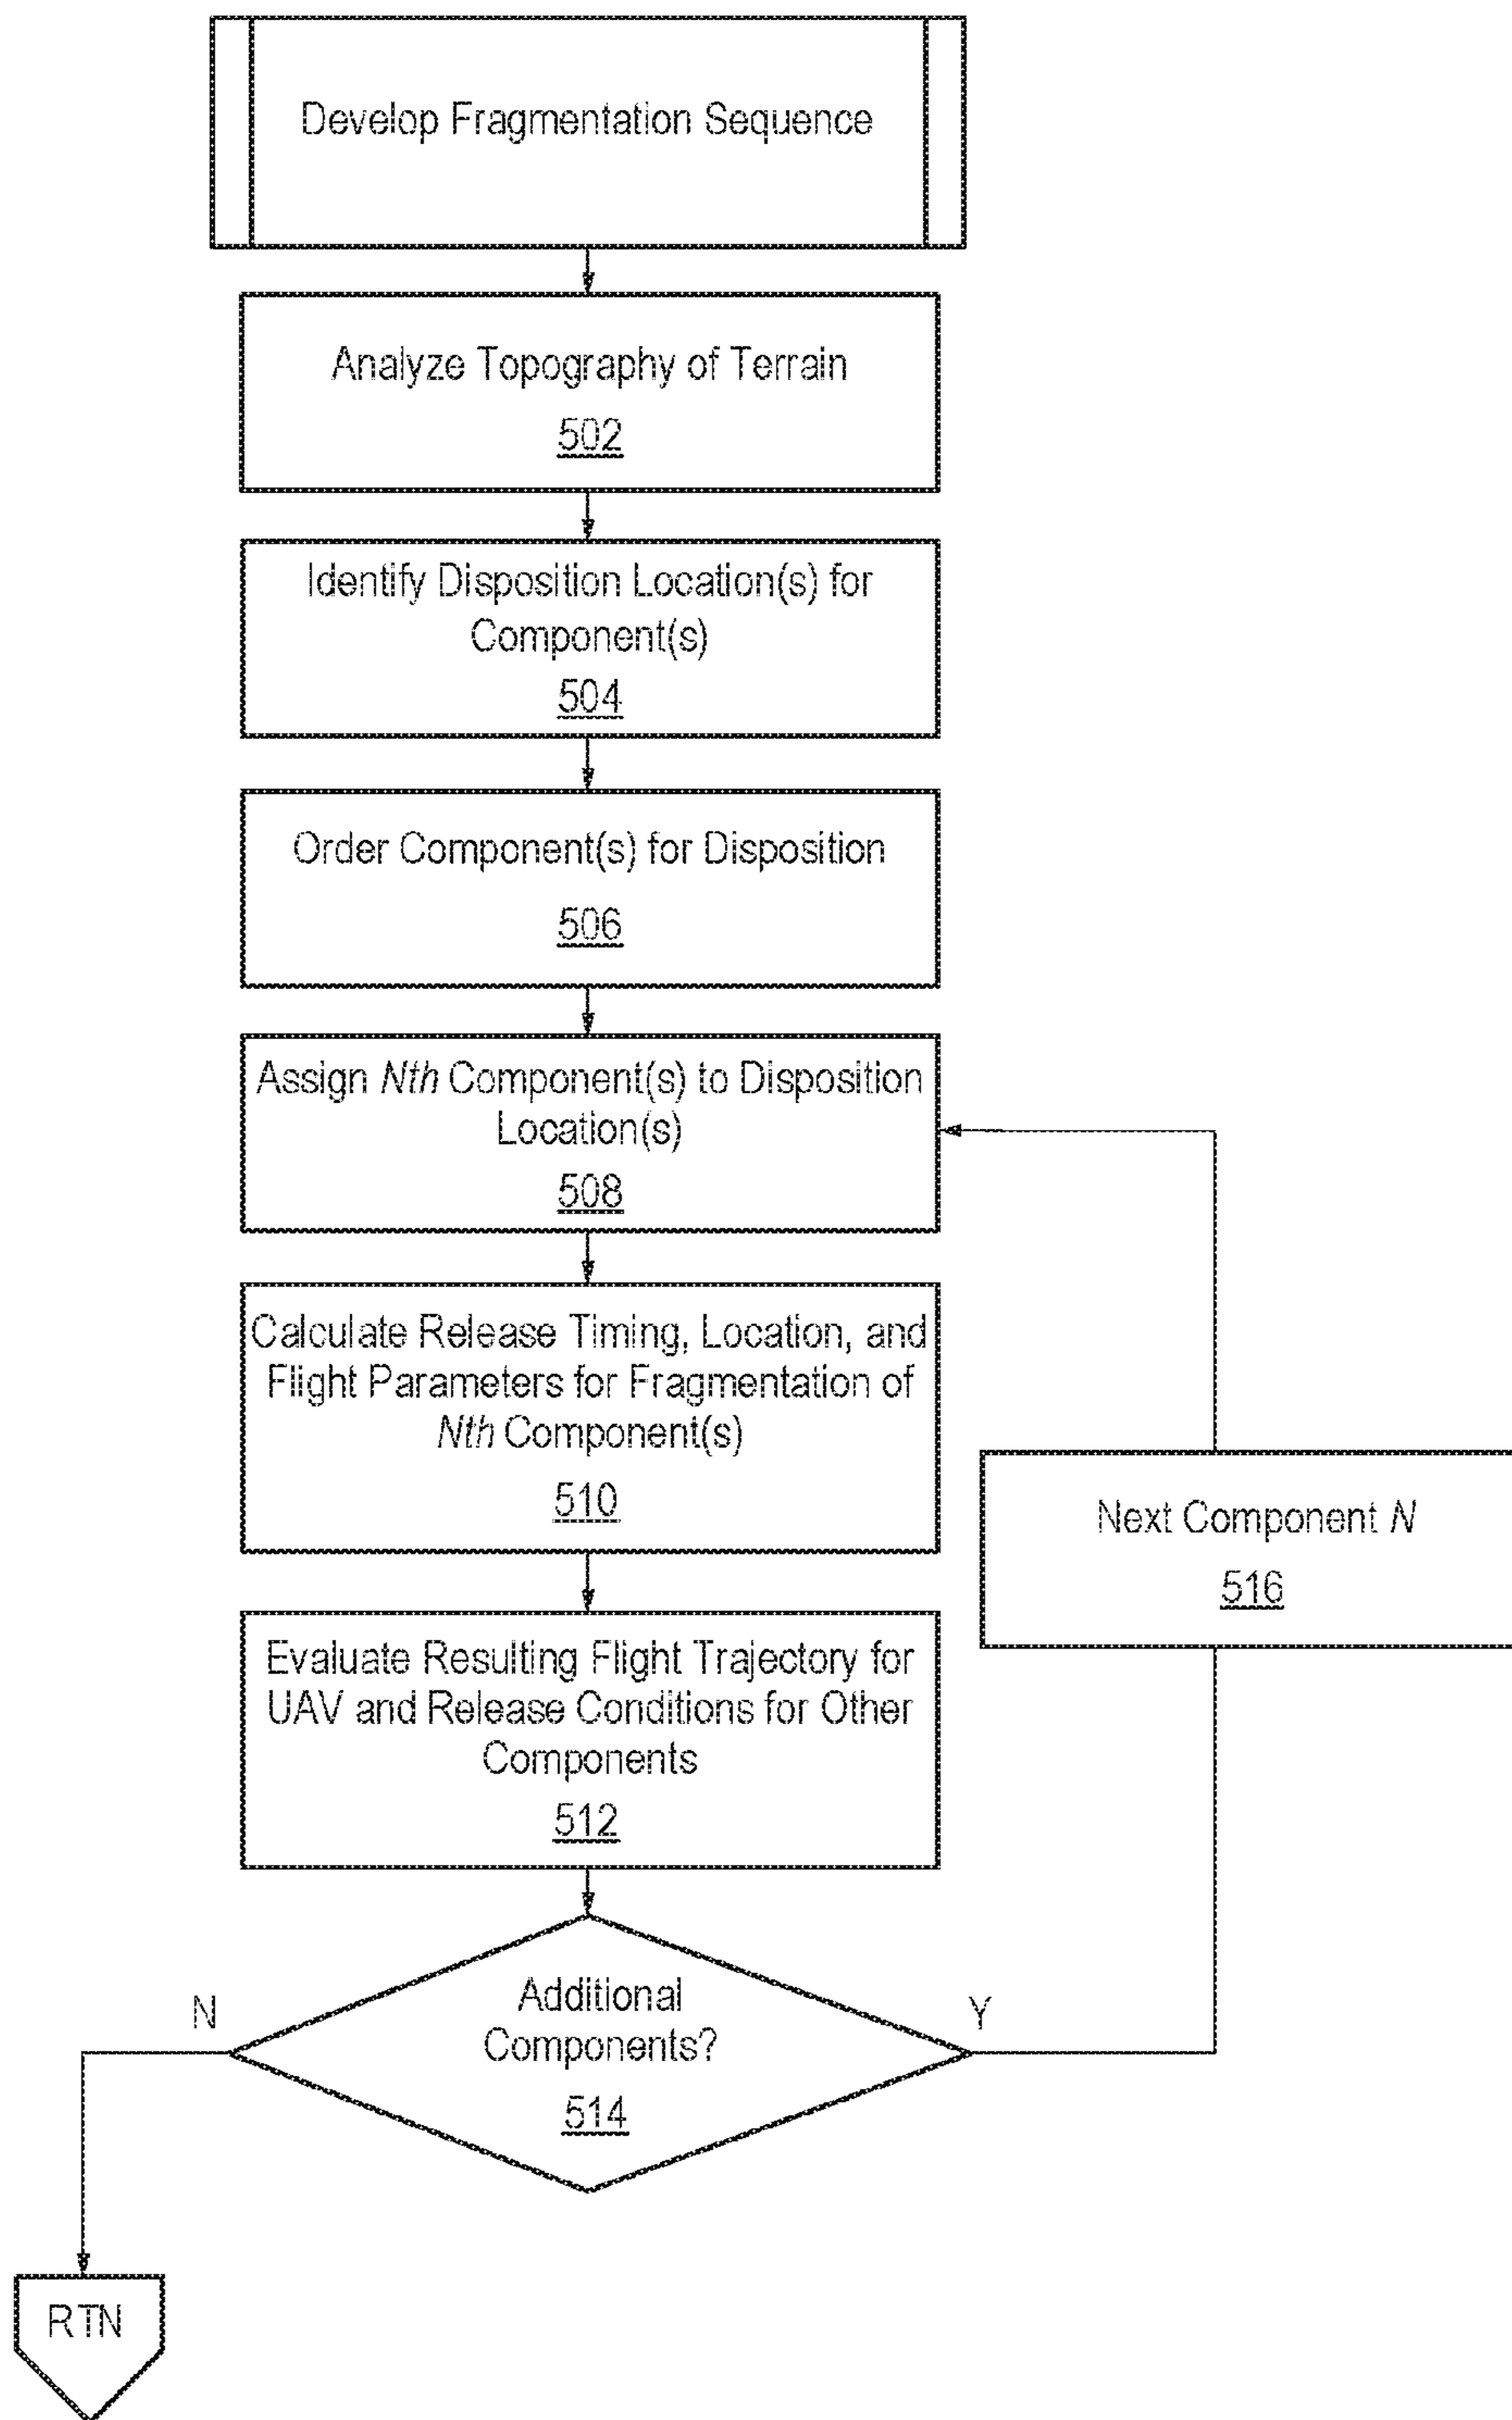 Develop Fragmentation Sequence
Analyze Topography of Terrain
502
Identify Disposition Location(s) for
Component(s)
504
Order Component(s) for Disposition
506
Assign Nth Component(s) to Disposition
Location(s)
508
Calculate Release Timing, Location, and
Flight Parameters for Fragmentation of
Nth Component(s)
510
Next Component N
516
Evaluate Resulting Flight Trajectory for
UAV and Release Conditions for Other
Components
512
N
Additional
Components?
514
Y
RTN